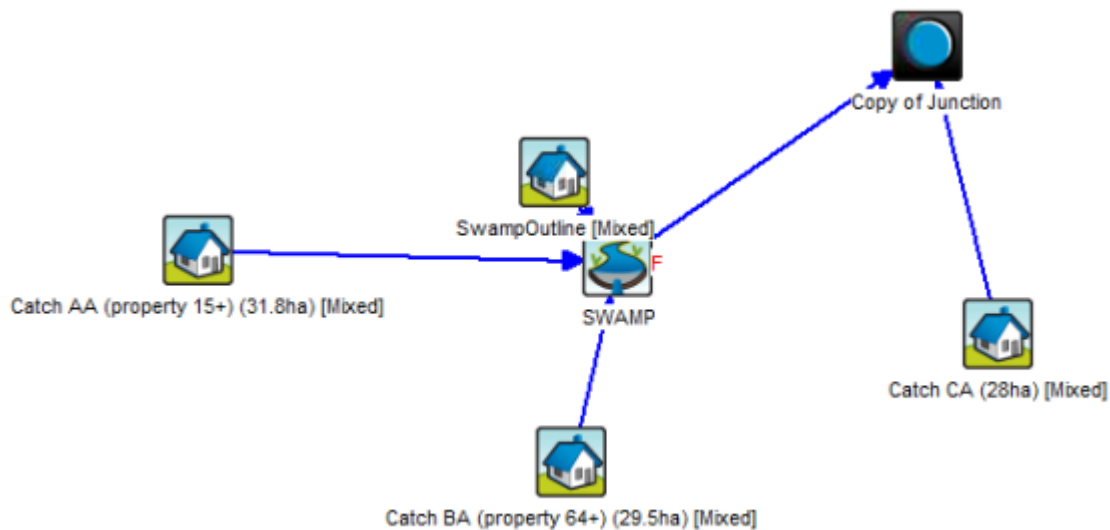 Copy of Junction
SwampOutline [Mixed]
F
Catch AA (property 15+) (31.8ha) [Mixed]
SWAMP
Catch CA (28ha) [Mixed]
Catch BA (property 64+) (29.5ha) [Mixed]